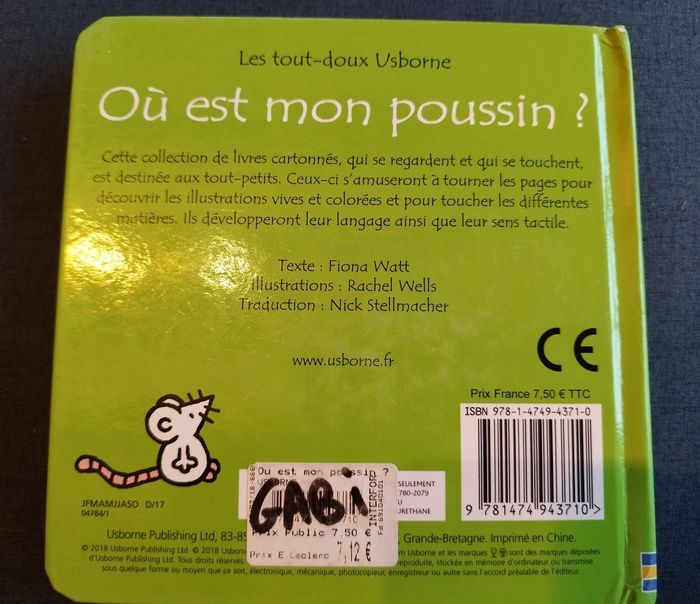 Les tout-doux Usborne
Où est mon poussin ?
Cette collection de livres cartonnés, qui se regardent et qui se touchent,
est destinée aux tout-petits. Ceux-ci s'amuseront à tourner les pages pour
découvrir les illustrations vives et colorées et pour toucher les différentes
matières. Ils développeront leur langage ainsi que leur sens tactile.
Texte : Fiona Watt
Illustrations : Rachel Wells
Traduction : Nick Stellmacher
www.usborne.fr
CE
Prix France 7,50 € TTC
ISBN 978-1-4749-4371-0
9 781474 943710
JFMAMJJASO D/17
04784/1
Ou est mon poussin ?
GABI
Prix Public 7,50 €
Prix E.Leclerc 7,12 €
INTERFOR
SEULEMENT
780-2079
URETHANE
Usborne Publishing Ltd, 83-85 Grande-Bretagne. Imprimé en Chine.
© 2018 Usborne Publishing Ltd. © 2018 Usborne Usborne et les marques sont des marques déposées
d'Usborne Publishing Ltd. Tous droits réservés reproduite, stockée en mémoire d'ordinateur ou transmise
sous quelque forme ou moyen que ce soit, électronique, mécanique, photocopieur, enregistreur ou autre sans l'accord préalable de l'éditeur.